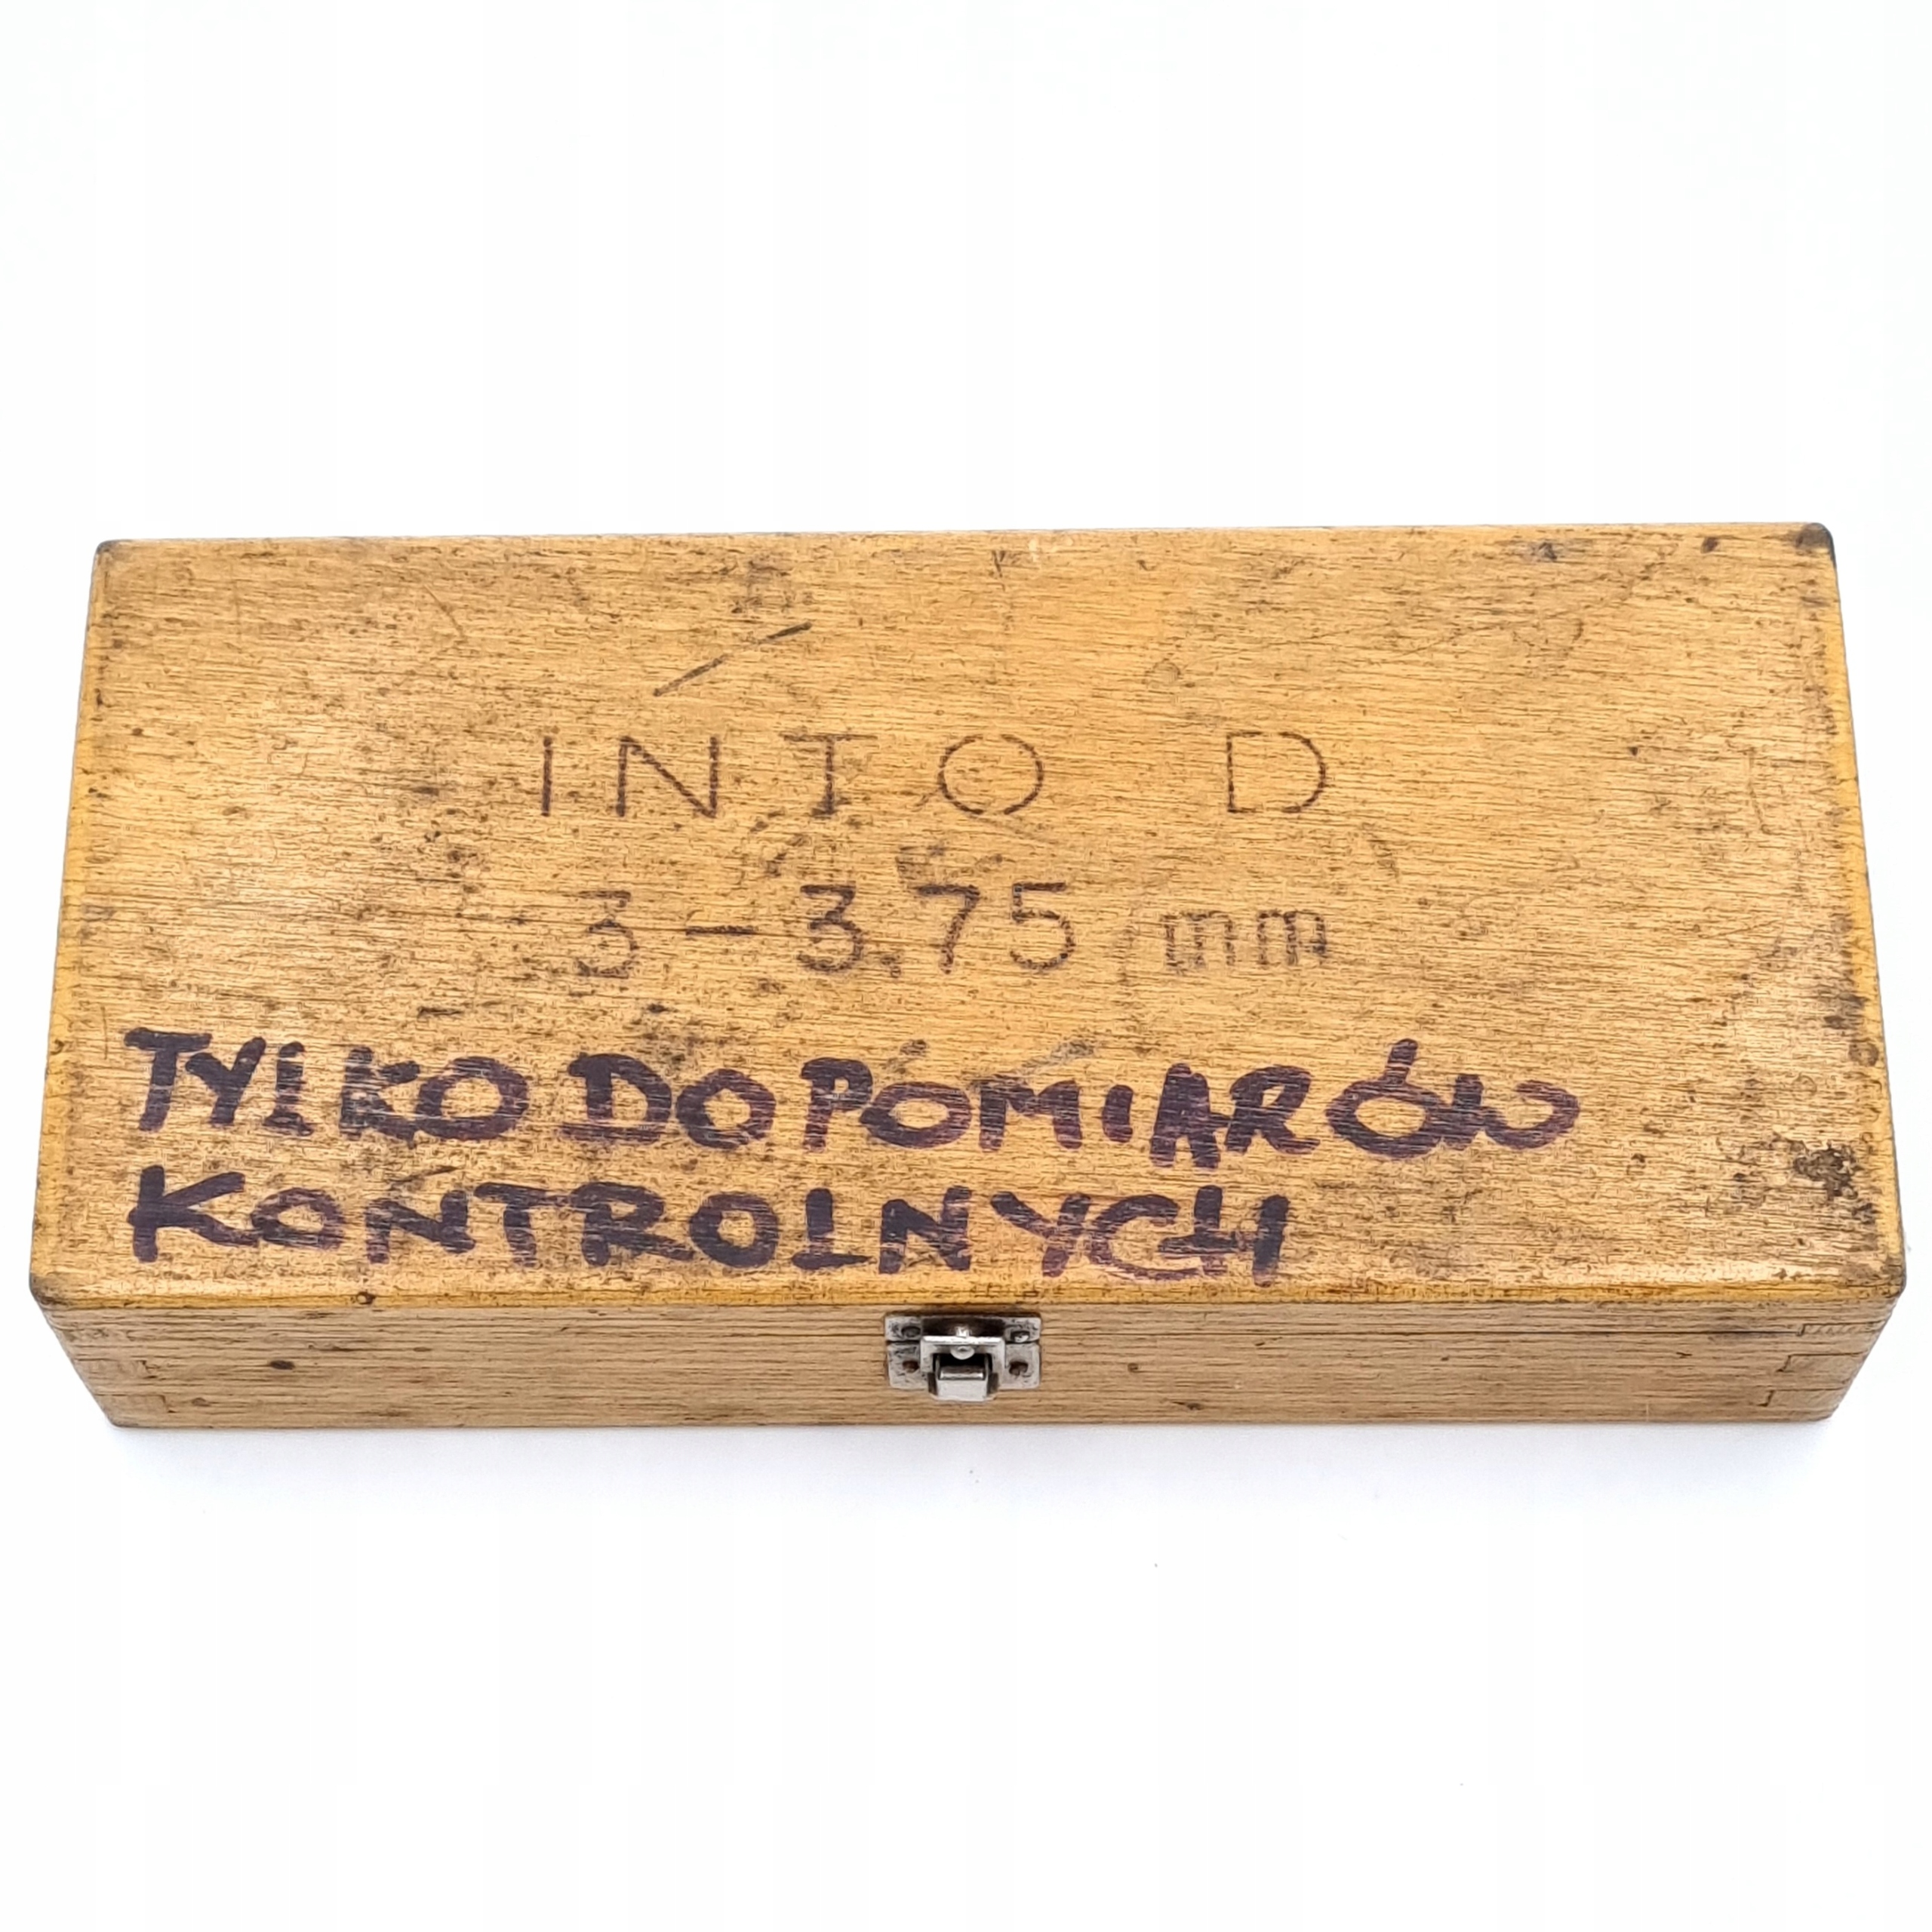 INTO D
3-3.75 mm
TYLKO DO POMIARÓW
KONTROLNYCH